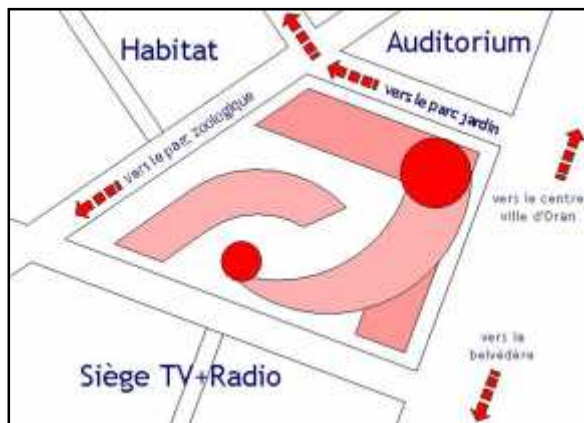 Habitat
Auditorium
vers le parc jardin
vers le parc zoologique
vers le centre
ville d'Oran
vers le
belvédère
Siège TV+Radio